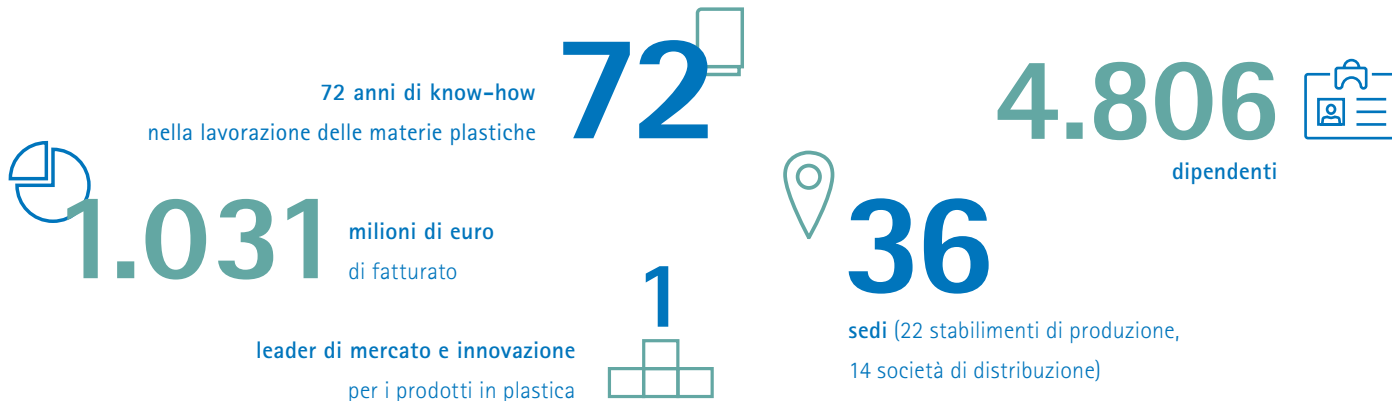 72 anni di know-how
nella lavorazione delle materie plastiche
72
4.806
dipendenti
1.031
milioni di euro
di fatturato
36
sedi (22 stabilimenti di produzione,
14 società di distribuzione)
1
leader di mercato e innovazione
per i prodotti in plastica